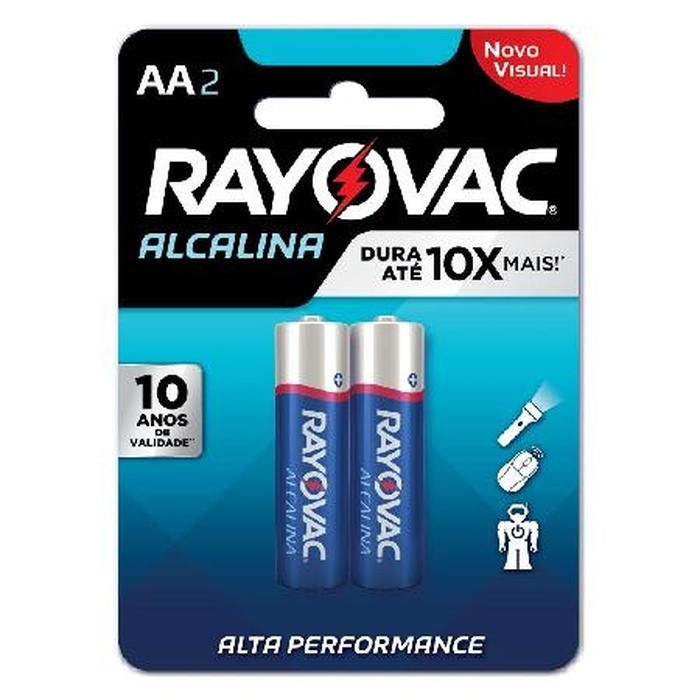 AA2
NOVO
VISUAL!
RAYOVAC®
ALCALINA
DURA
ATÉ 10X MAIS!*
10
ANOS
DE
VALIDADE**
RAYOVAC
ALCALINA
RAYOVAC
ALCALINA
ALTA PERFORMANCE